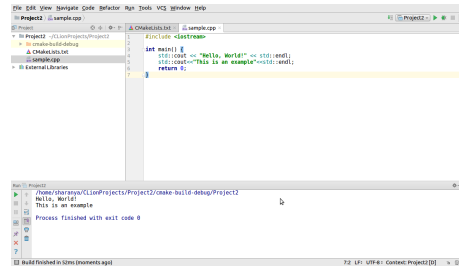 File Edit View Navigate Code Refactor Run Tools VCS Window Help
Project2 sample.cpp Project2
Project CMakeLists.txt sample.cpp
Project2 ~/CLionProjects/Project2
cmake-build-debug
CMakeLists.txt
sample.cpp
External Libraries
1 #include <iostream>
2
3 int main() {
4 std::cout << "Hello, World!" << std::endl;
5 std::cout<<"This is an example"<<std::endl;
6 return 0;
7 }
Run Project2
/home/sharanya/CLionProjects/Project2/cmake-build-debug/Project2
Hello, World!
This is an example
Process finished with exit code 0
Build finished in 52ms (moments ago) 7:2 LF UTF-8 Context: Project2 [D]